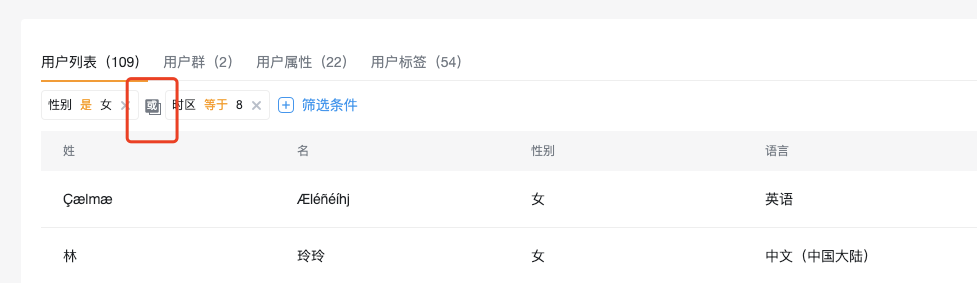 用户列表（109） 用户群（2） 用户属性（22） 用户标签（54）
性别 是 女 × 或 时区 等于 8 × + 筛选条件
姓 名 性别 语言
Çælmæ Æléñéíhj 女 英语
林 玲玲 女 中文（中国大陆）